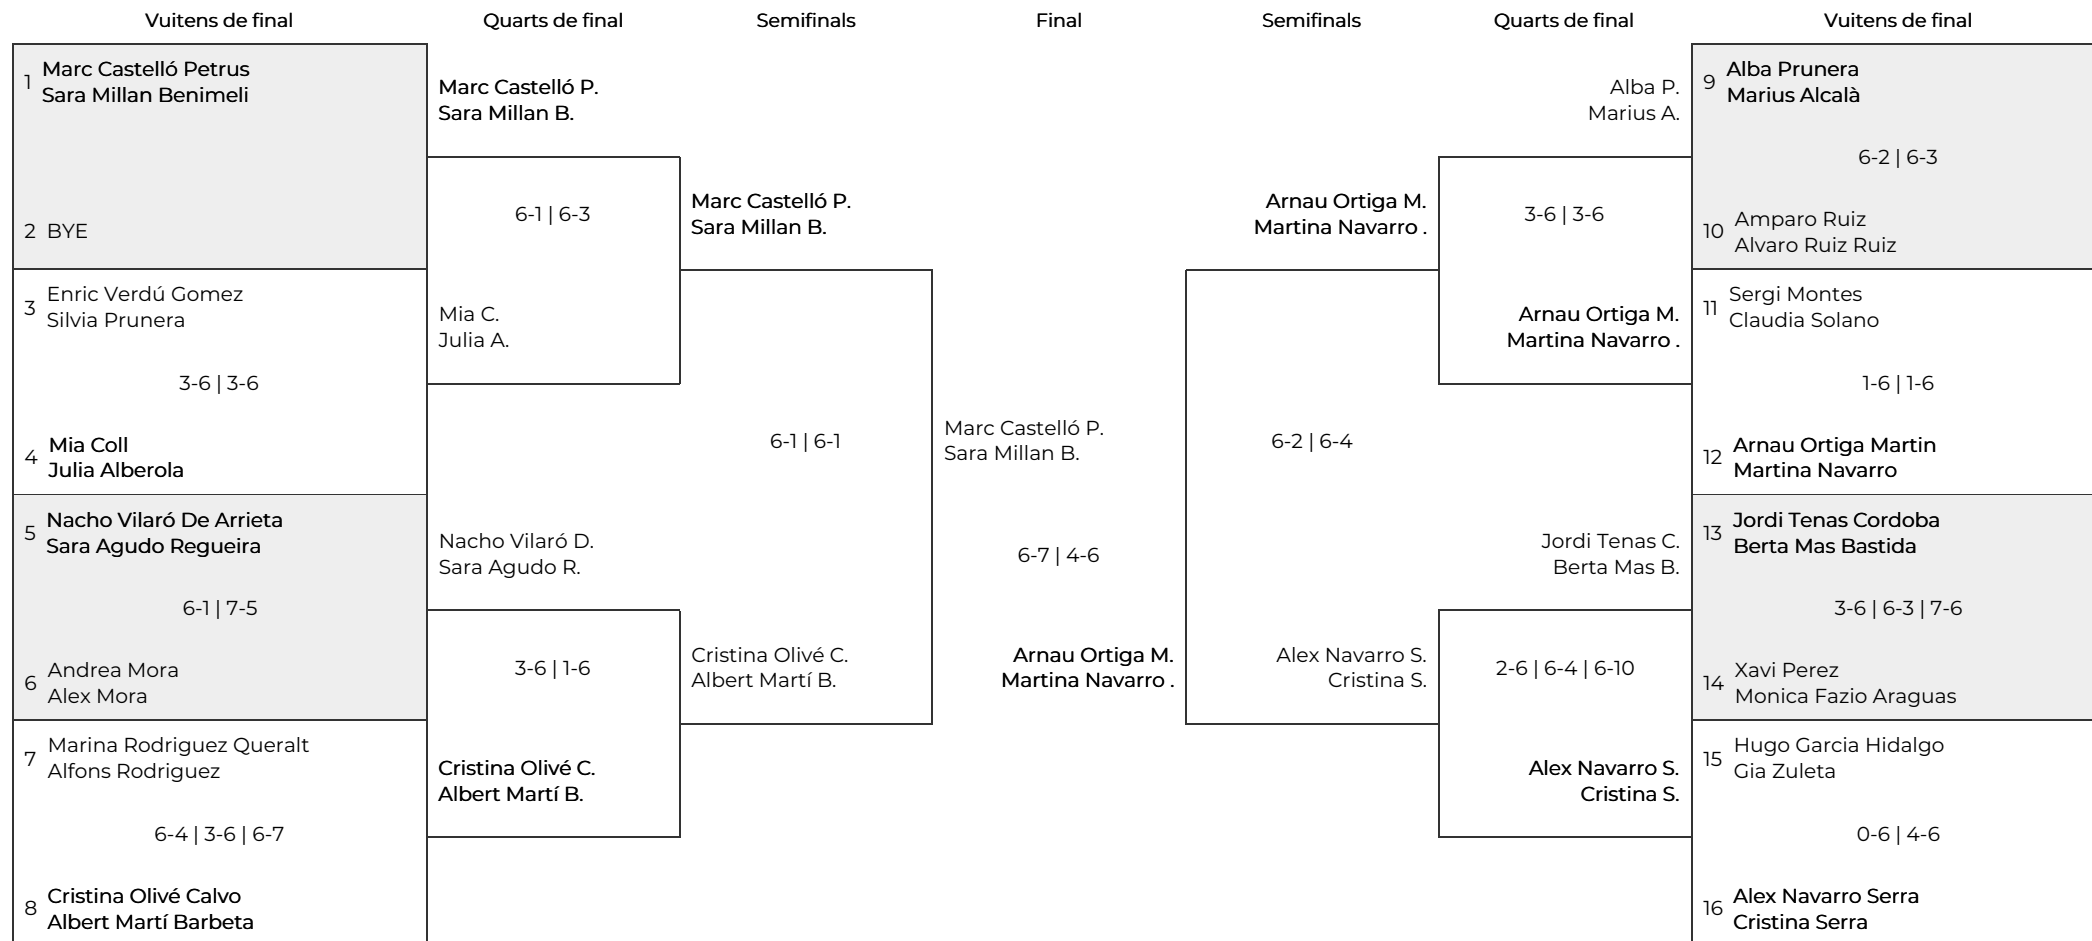 Vuitens de final
Quarts de final
Semifinals
Final
Semifinals
Quarts de final
Vuitens de final
1 Marc Castelló Petrus
Sara Millan Benimeli
2 BYE
3 Enric Verdú Gomez
Silvia Prunera
3-6 | 3-6
4 Mia Coll
Julia Alberola
5 Nacho Vilaró De Arrieta
Sara Agudo Regueira
6-1 | 7-5
6 Andrea Mora
Alex Mora
7 Marina Rodriguez Queralt
Alfons Rodriguez
6-4 | 3-6 | 6-7
8 Cristina Olivé Calvo
Albert Martí Barbeta
Marc Castelló P.
Sara Millan B.
6-1 | 6-3
Mia C.
Julia A.
Nacho Vilaró D.
Sara Agudo R.
3-6 | 1-6
Cristina Olivé C.
Albert Martí B.
Marc Castelló P.
Sara Millan B.
6-1 | 6-1
Cristina Olivé C.
Albert Martí B.
Marc Castelló P.
Sara Millan B.
6-7 | 4-6
Arnau Ortiga M.
Martina Navarro .
Arnau Ortiga M.
Martina Navarro .
6-2 | 6-4
Alex Navarro S.
Cristina S.
Alba P.
Marius A.
3-6 | 3-6
Arnau Ortiga M.
Martina Navarro .
Jordi Tenas C.
Berta Mas B.
2-6 | 6-4 | 6-10
Alex Navarro S.
Cristina S.
9 Alba Prunera
Marius Alcalà
6-2 | 6-3
10 Amparo Ruiz
Alvaro Ruiz Ruiz
11 Sergi Montes
Claudia Solano
1-6 | 1-6
12 Arnau Ortiga Martin
Martina Navarro
13 Jordi Tenas Cordoba
Berta Mas Bastida
3-6 | 6-3 | 7-6
14 Xavi Perez
Monica Fazio Araguas
15 Hugo Garcia Hidalgo
Gia Zuleta
0-6 | 4-6
16 Alex Navarro Serra
Cristina Serra